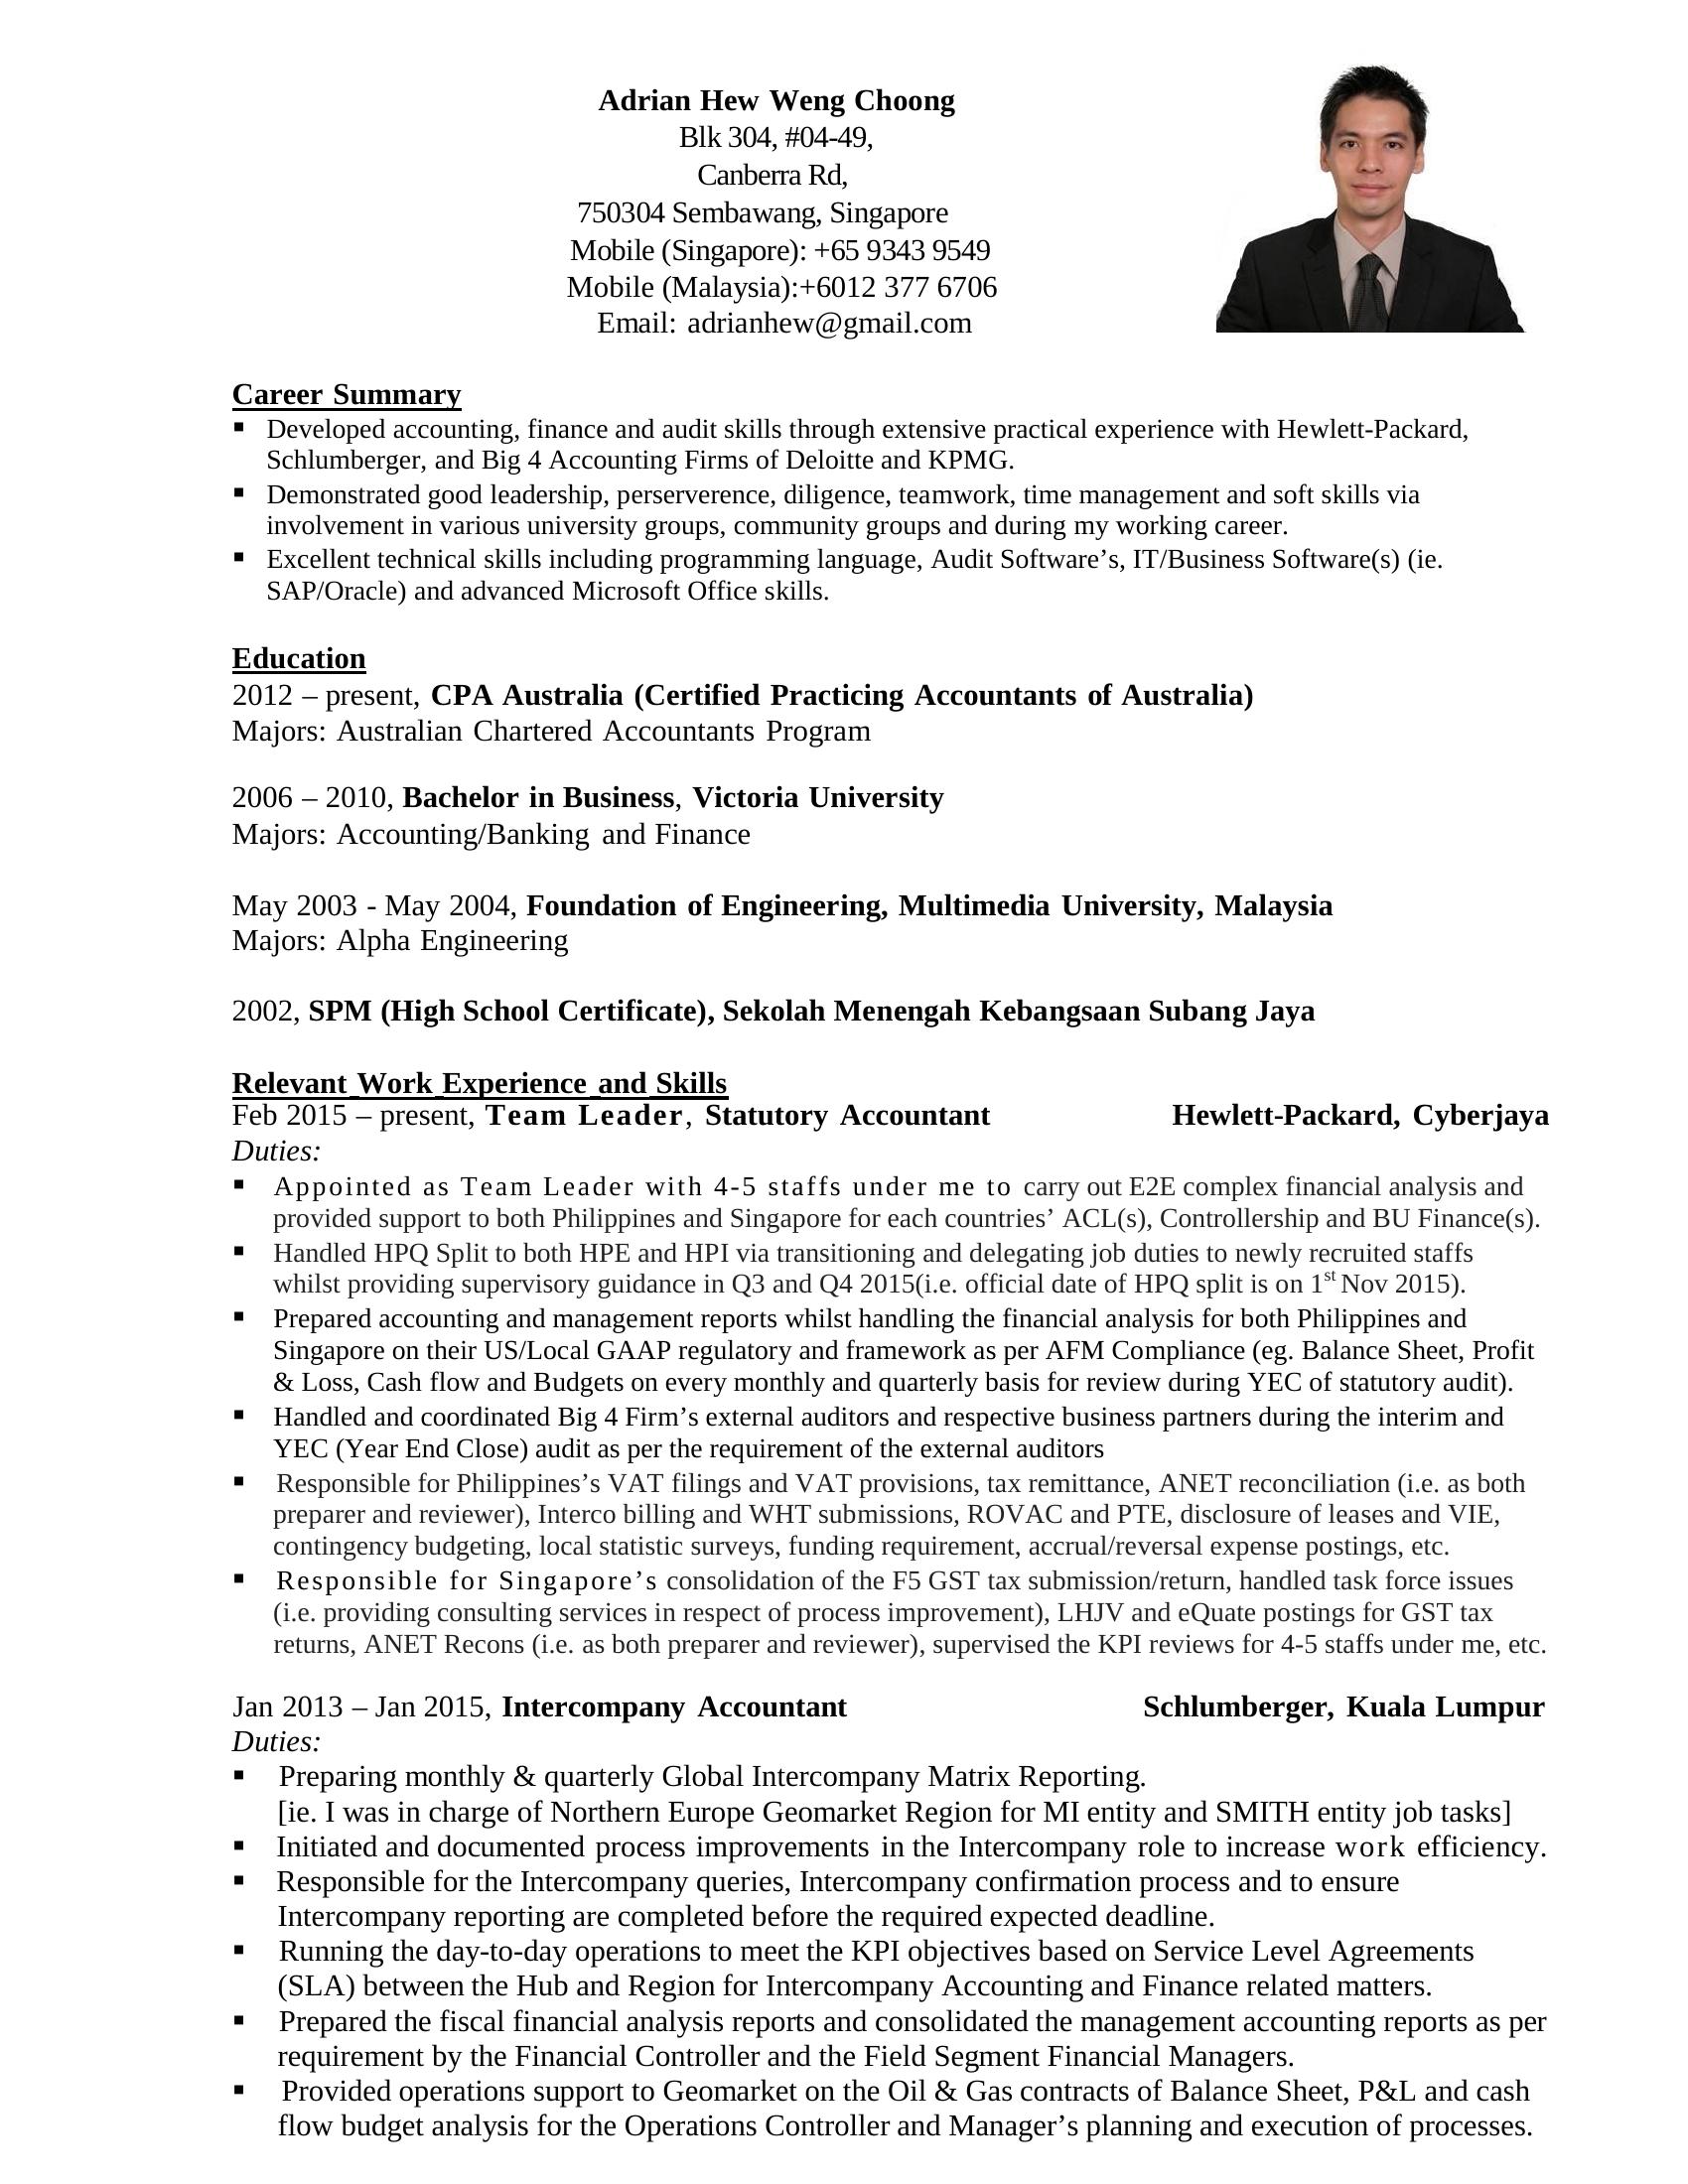 Adrian Hew Weng Choong
Blk 304, #04-49,
Canberra Rd,
750304 Sembawang, Singapore
Mobile (Singapore): +65 9343 9549
Mobile (Malaysia):+6012 377 6706
Email: adrianhew@gmail.com
Career Summary
▪ Developed accounting, finance and audit skills through extensive practical experience with Hewlett-Packard,
Schlumberger, and Big 4 Accounting Firms of Deloitte and KPMG.
▪ Demonstrated good leadership, perserverence, diligence, teamwork, time management and soft skills via
involvement in various university groups, community groups and during my working career.
▪ Excellent technical skills including programming language, Audit Software’s, IT/Business Software(s) (ie.
SAP/Oracle) and advanced Microsoft Office skills.
Education
2012 – present, CPA Australia (Certified Practicing Accountants of Australia)
Majors: Australian Chartered Accountants Program
2006 – 2010, Bachelor in Business, Victoria University
Majors: Accounting/Banking and Finance
May 2003 - May 2004, Foundation of Engineering, Multimedia University, Malaysia
Majors: Alpha Engineering
2002, SPM (High School Certificate), Sekolah Menengah Kebangsaan Subang Jaya
Relevant Work Experience and Skills
Feb 2015 – present, Team Leader, Statutory Accountant Hewlett-Packard, Cyberjaya
Duties:
▪ Appointed as Team Leader with 4-5 staffs under me to carry out E2E complex financial analysis and
provided support to both Philippines and Singapore for each countries’ ACL(s), Controllership and BU Finance(s).
▪ Handled HPQ Split to both HPE and HPI via transitioning and delegating job duties to newly recruited staffs
whilst providing supervisory guidance in Q3 and Q4 2015(i.e. official date of HPQ split is on 1st Nov 2015).
▪ Prepared accounting and management reports whilst handling the financial analysis for both Philippines and
Singapore on their US/Local GAAP regulatory and framework as per AFM Compliance (eg. Balance Sheet, Profit
& Loss, Cash flow and Budgets on every monthly and quarterly basis for review during YEC of statutory audit).
▪ Handled and coordinated Big 4 Firm’s external auditors and respective business partners during the interim and
YEC (Year End Close) audit as per the requirement of the external auditors
▪ Responsible for Philippines’s VAT filings and VAT provisions, tax remittance, ANET reconciliation (i.e. as both
preparer and reviewer), Interco billing and WHT submissions, ROVAC and PTE, disclosure of leases and VIE,
contingency budgeting, local statistic surveys, funding requirement, accrual/reversal expense postings, etc.
▪ Responsible for Singapore’s consolidation of the F5 GST tax submission/return, handled task force issues
(i.e. providing consulting services in respect of process improvement), LHJV and eQuate postings for GST tax
returns, ANET Recons (i.e. as both preparer and reviewer), supervised the KPI reviews for 4-5 staffs under me, etc.
Jan 2013 – Jan 2015, Intercompany Accountant Schlumberger, Kuala Lumpur
Duties:
▪ Preparing monthly & quarterly Global Intercompany Matrix Reporting.
[ie. I was in charge of Northern Europe Geomarket Region for MI entity and SMITH entity job tasks]
▪ Initiated and documented process improvements in the Intercompany role to increase work efficiency.
▪ Responsible for the Intercompany queries, Intercompany confirmation process and to ensure
Intercompany reporting are completed before the required expected deadline.
▪ Running the day-to-day operations to meet the KPI objectives based on Service Level Agreements
(SLA) between the Hub and Region for Intercompany Accounting and Finance related matters.
▪ Prepared the fiscal financial analysis reports and consolidated the management accounting reports as per
requirement by the Financial Controller and the Field Segment Financial Managers.
▪ Provided operations support to Geomarket on the Oil & Gas contracts of Balance Sheet, P&L and cash
flow budget analysis for the Operations Controller and Manager’s planning and execution of processes.